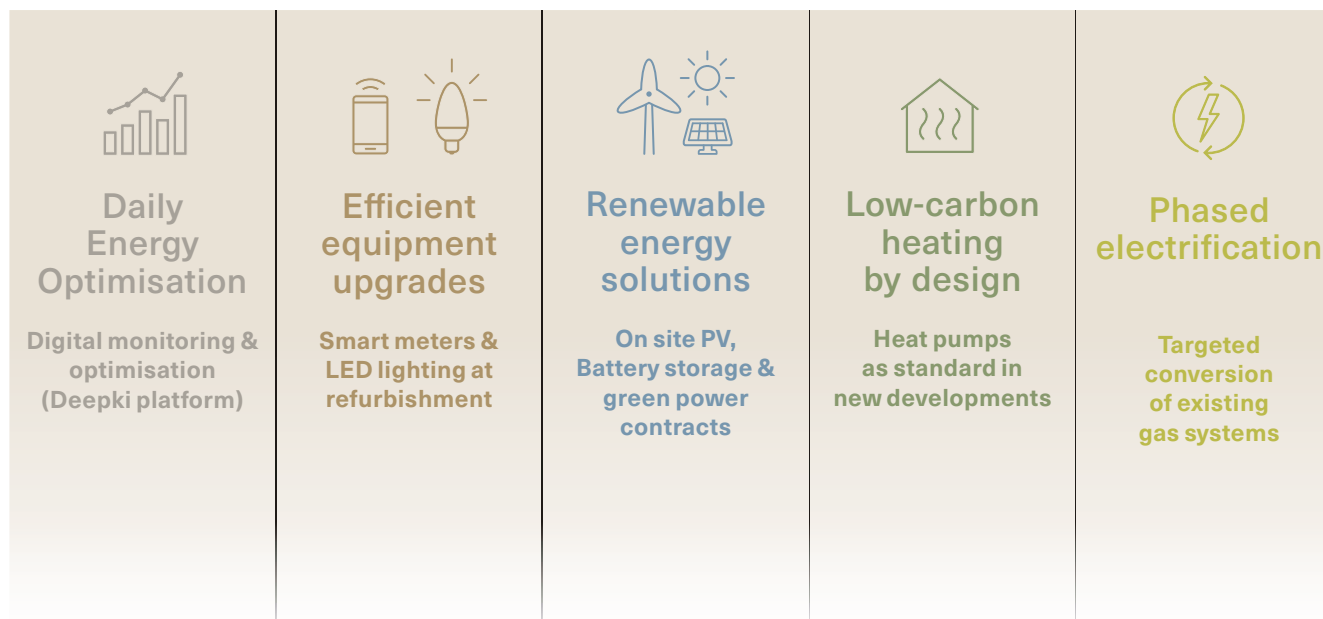 Daily
Energy
Optimisation
Digital monitoring &
optimisation
(Deepki platform)
Efficient
equipment
upgrades
Smart meters &
LED lighting at
refurbishment
Renewable
energy
solutions
On site PV,
Battery storage &
green power
contracts
Low-carbon
heating
by design
Heat pumps
as standard in
new developments
Phased
electrification
Targeted
conversion
of existing
gas systems